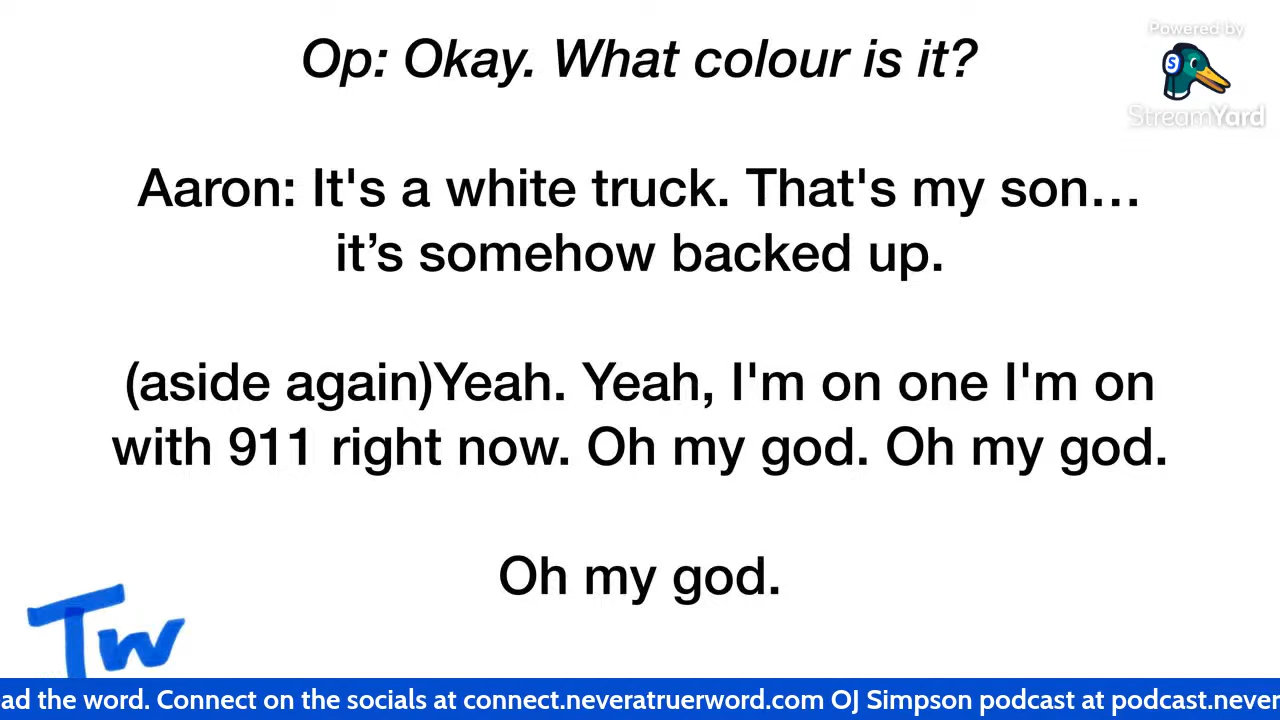 Powered by
Op: Okay. What colour is it?
S
StreamYard
Aaron: It's a white truck. That's my son…
it’s somehow backed up.
(aside again)Yeah. Yeah, I'm on one I'm on
with 911 right now. Oh my god. Oh my god.
Oh my god.
Tw
ad the word. Connect on the socials at connect.neveratruerword.com OJ Simpson podcast at podcast.never